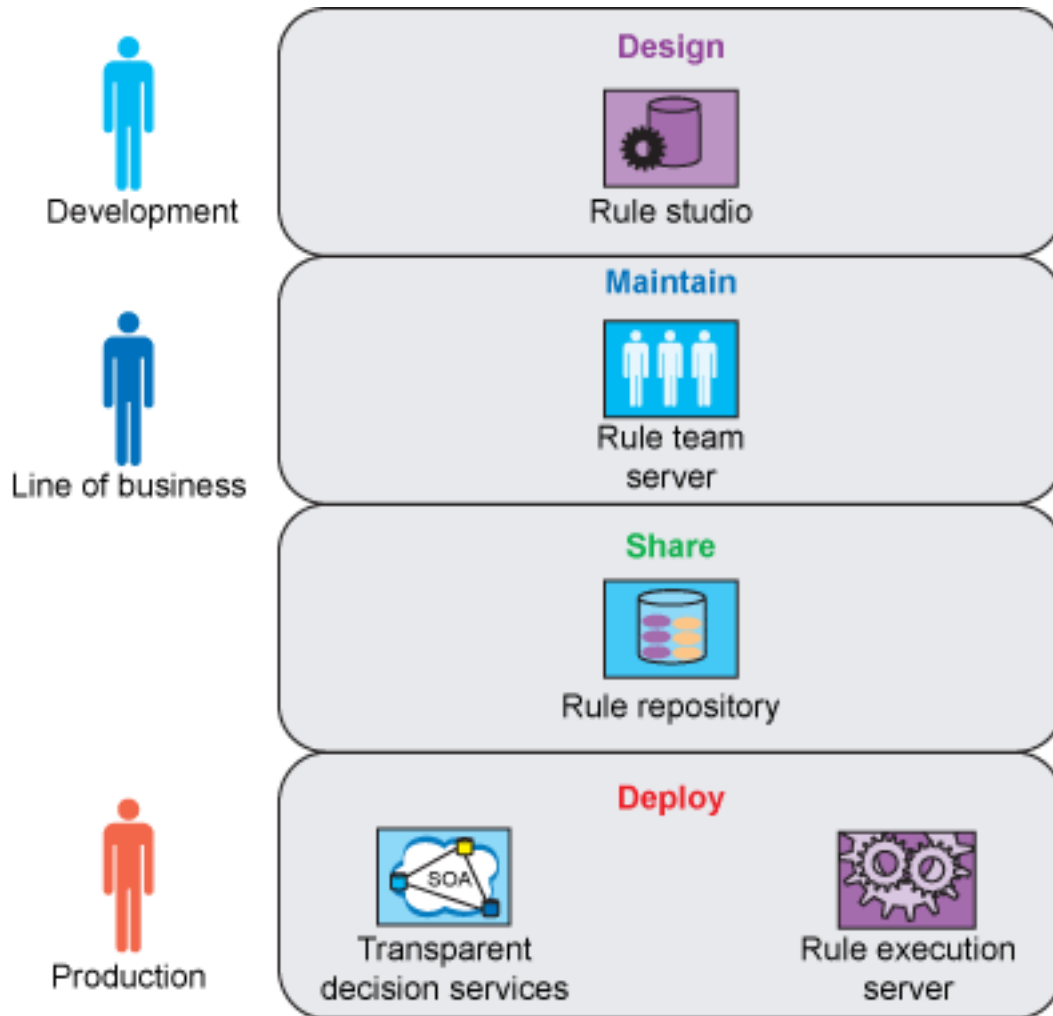 Design
Rule studio
Development
Maintain
Rule team
server
Line of business
Share
Rule repository
Deploy
SOA
Transparent
decision services
Rule execution
server
Production